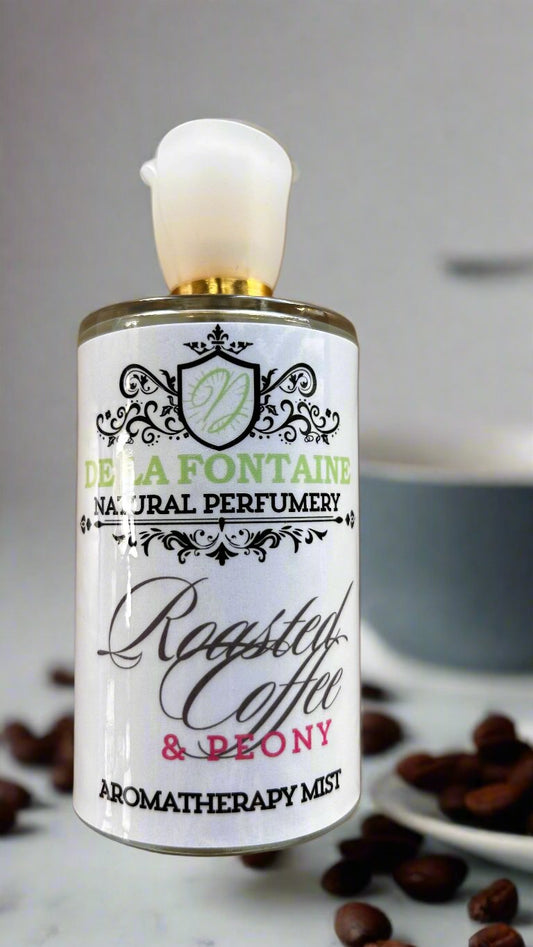 D
DE LA FONTAINE
NATURAL PERFUMERY
Roasted
Coffee
& PEONY
AROMATHERAPY MIST